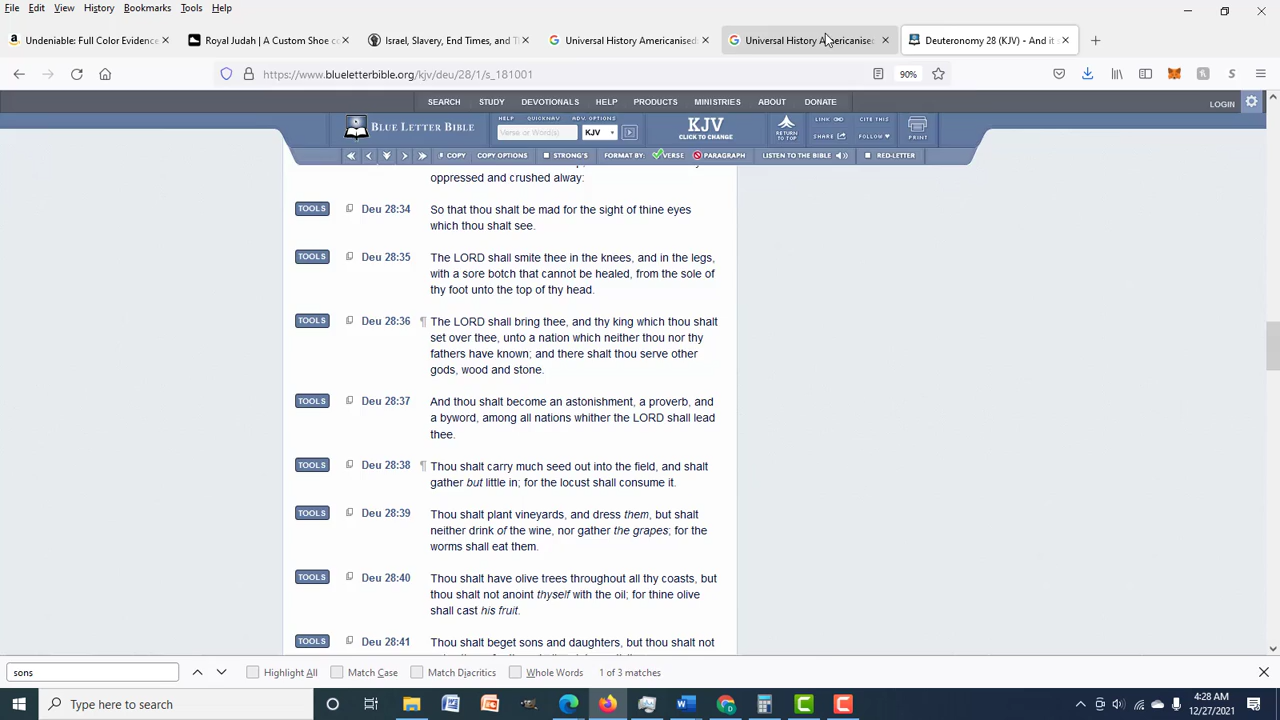 File Edit View History Bookmarks Tools Help
Undeniable: Full Color Evidence
Royal Judah | A Custom Shoe co
Israel, Slavery, End Times, and T
Universal History Americanised
Universal History Americanised
Deuteronomy 28 (KJV) - And it s
https://www.blueletterbible.org/kjv/deu/28/1/s_181001
90%
SEARCH STUDY DEVOTIONALS HELP PRODUCTS MINISTRIES ABOUT DONATE
LOGIN
BLUE LETTER BIBLE
HELP QUICKNAV ADV. OPTIONS
Verse or Word(s) KJV
KJV
CLICK TO CHANGE
RETURN TO TOP
LINK
SHARE
CITE THIS
FOLLOW
PRINT
COPY COPY OPTIONS STRONG'S FORMAT BY: VERSE PARAGRAPH LISTEN TO THE BIBLE RED-LETTER
oppressed and crushed alway:
TOOLS Deu 28:34 So that thou shalt be mad for the sight of thine eyes
which thou shalt see.
TOOLS Deu 28:35 The LORD shall smite thee in the knees, and in the legs,
with a sore botch that cannot be healed, from the sole of
thy foot unto the top of thy head.
TOOLS Deu 28:36 ¶ The LORD shall bring thee, and thy king which thou shalt
set over thee, unto a nation which neither thou nor thy
fathers have known; and there shalt thou serve other
gods, wood and stone.
TOOLS Deu 28:37 And thou shalt become an astonishment, a proverb, and
a byword, among all nations whither the LORD shall lead
thee.
TOOLS Deu 28:38 ¶ Thou shalt carry much seed out into the field, and shalt
gather but little in; for the locust shall consume it.
TOOLS Deu 28:39 Thou shalt plant vineyards, and dress them, but shalt
neither drink of the wine, nor gather the grapes; for the
worms shall eat them.
TOOLS Deu 28:40 Thou shalt have olive trees throughout all thy coasts, but
thou shalt not anoint thyself with the oil; for thine olive
shall cast his fruit.
TOOLS Deu 28:41 Thou shalt beget sons and daughters, but thou shalt not
sons
Highlight All Match Case Match Diacritics Whole Words 1 of 3 matches
Type here to search
4:28 AM
12/27/2021